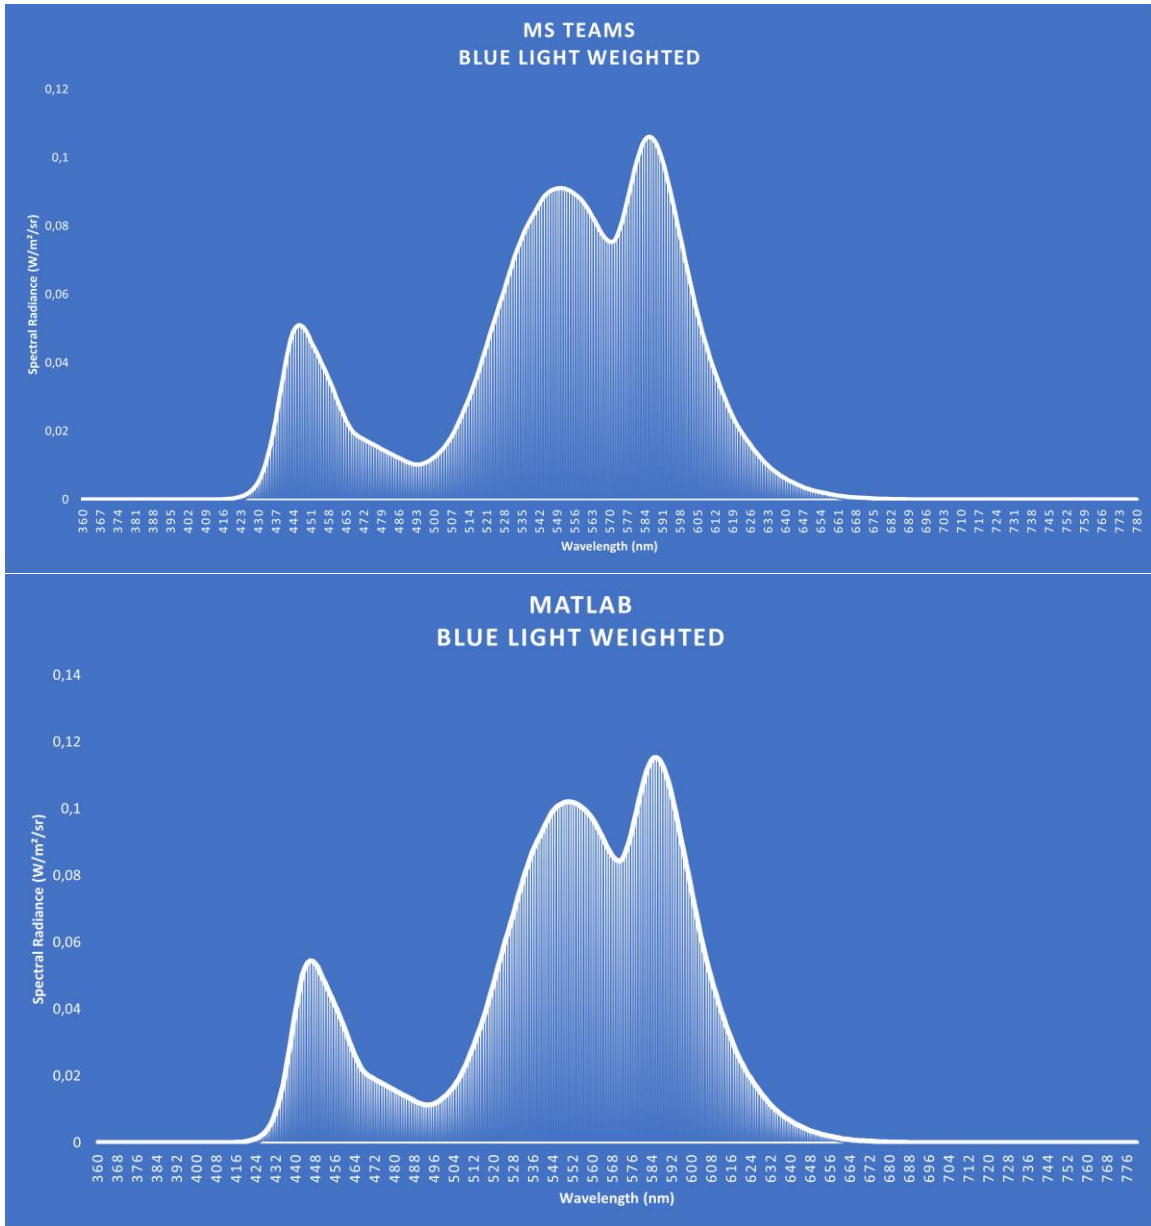 MS TEAMS
BLUE LIGHT WEIGHTED
0,12
0,1
0,08
0,06
0,04
0,02
0
Spectral Radiance (W/m²/sr)
360 367 374 381 388 395 402 409 416 423 430 437 444 451 458 465 472 479 486 493 500 507 514 521 528 535 542 549 556 563 570 577 584 591 598 605 612 619 626 633 640 647 654 661 668 675 682 689 696 703 710 717 724 731 738 745 752 759 766 773 780
Wavelength (nm)
MATLAB
BLUE LIGHT WEIGHTED
0,14
0,12
0,1
0,08
0,06
0,04
0,02
0
Spectral Radiance (W/m²/sr)
360 368 376 384 392 400 408 416 424 432 440 448 456 464 472 480 488 496 504 512 520 528 536 544 552 560 568 576 584 592 600 608 616 624 632 640 648 656 664 672 680 688 696 704 712 720 728 736 744 752 760 768 776
Wavelength (nm)